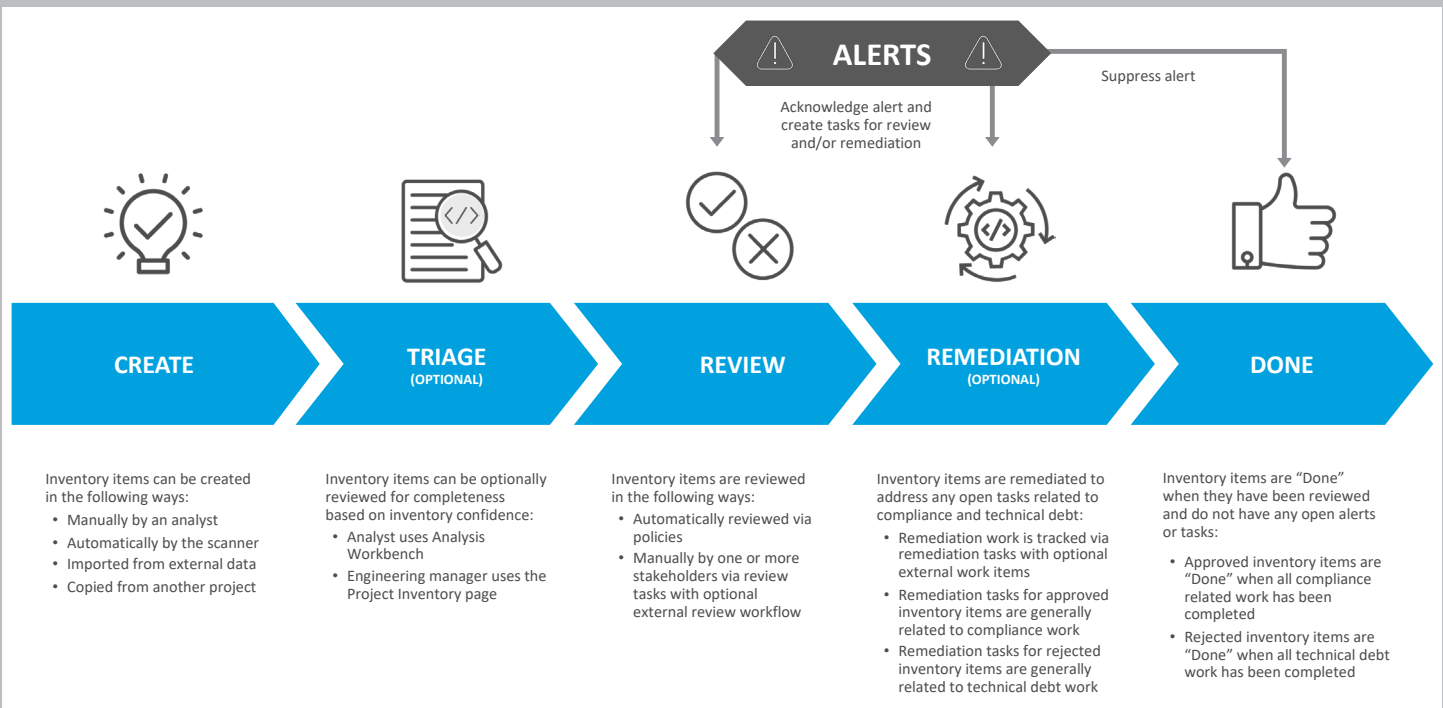 ALERTS
Suppress alert
Acknowledge alert and
create tasks for review
and/or remediation
</>
</>
CREATE
TRIAGE
(OPTIONAL)
REVIEW
REMEDIATION
(OPTIONAL)
DONE
Inventory items can be created
in the following ways:
• Manually by an analyst
• Automatically by the scanner
• Imported from external data
• Copied from another project
Inventory items can be optionally
reviewed for completeness
based on inventory confidence:
• Analyst uses Analysis
Workbench
• Engineering manager uses the
Project Inventory page
Inventory items are reviewed
in the following ways:
• Automatically reviewed via
policies
• Manually by one or more
stakeholders via review
tasks with optional
external review workflow
Inventory items are remediated to
address any open tasks related to
compliance and technical debt:
• Remediation work is tracked via
remediation tasks with optional
external work items
• Remediation tasks for approved
inventory items are generally
related to compliance work
• Remediation tasks for rejected
inventory items are generally
related to technical debt work
Inventory items are “Done”
when they have been reviewed
and do not have any open alerts
or tasks:
• Approved inventory items are
“Done” when all compliance
related work has been
completed
• Rejected inventory items are
“Done” when all technical debt
work has been completed